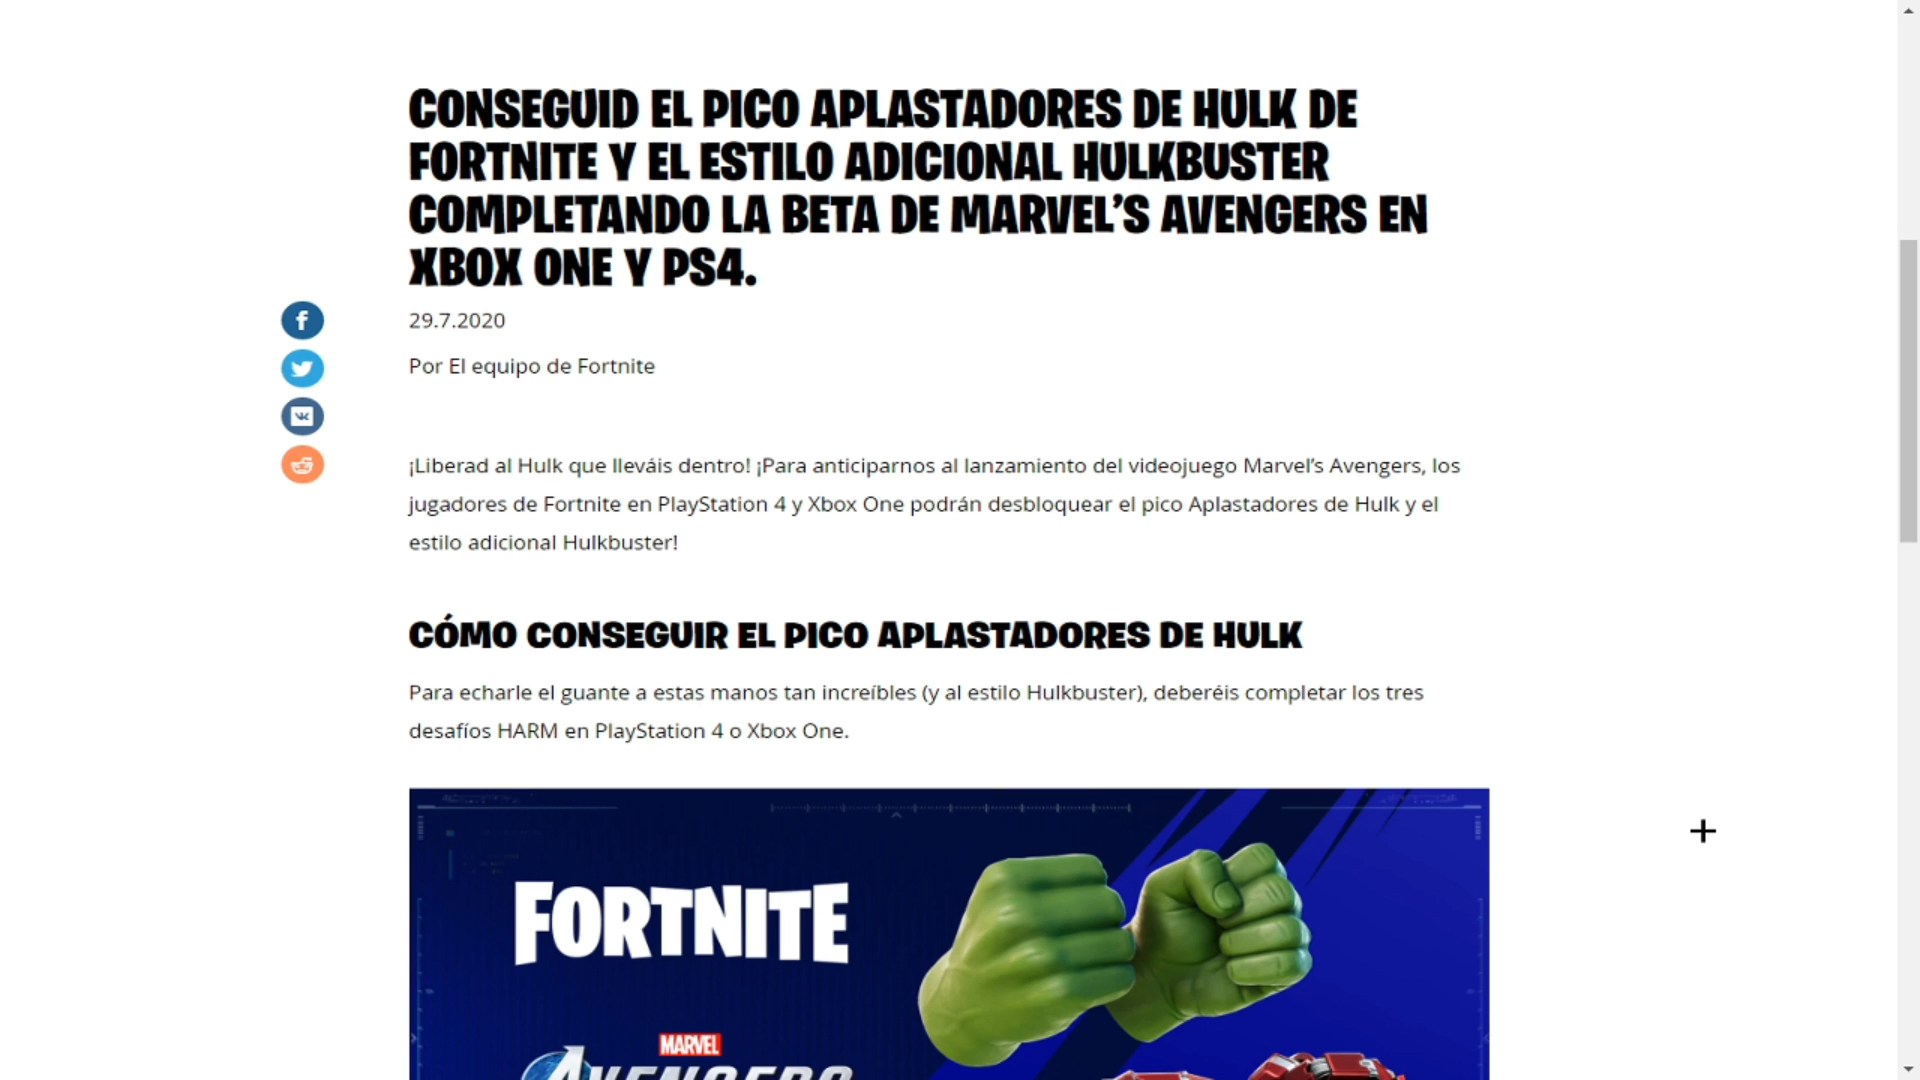 CONSEGUID EL PICO APLASTADORES DE HULK DE
FORTNITE Y EL ESTILO ADICIONAL HULKBUSTER
COMPLETANDO LA BETA DE MARVEL’S AVENGERS EN
XBOX ONE Y PS4.
29.7.2020
Por El equipo de Fortnite
¡Liberad al Hulk que lleváis dentro! ¡Para anticiparnos al lanzamiento del videojuego Marvel’s Avengers, los
jugadores de Fortnite en PlayStation 4 y Xbox One podrán desbloquear el pico Aplastadores de Hulk y el
estilo adicional Hulkbuster!
CÓMO CONSEGUIR EL PICO APLASTADORES DE HULK
Para echarle el guante a estas manos tan increíbles (y al estilo Hulkbuster), deberéis completar los tres
desafíos HARM en PlayStation 4 o Xbox One.
FORTNITE
MARVEL
AVENGERS